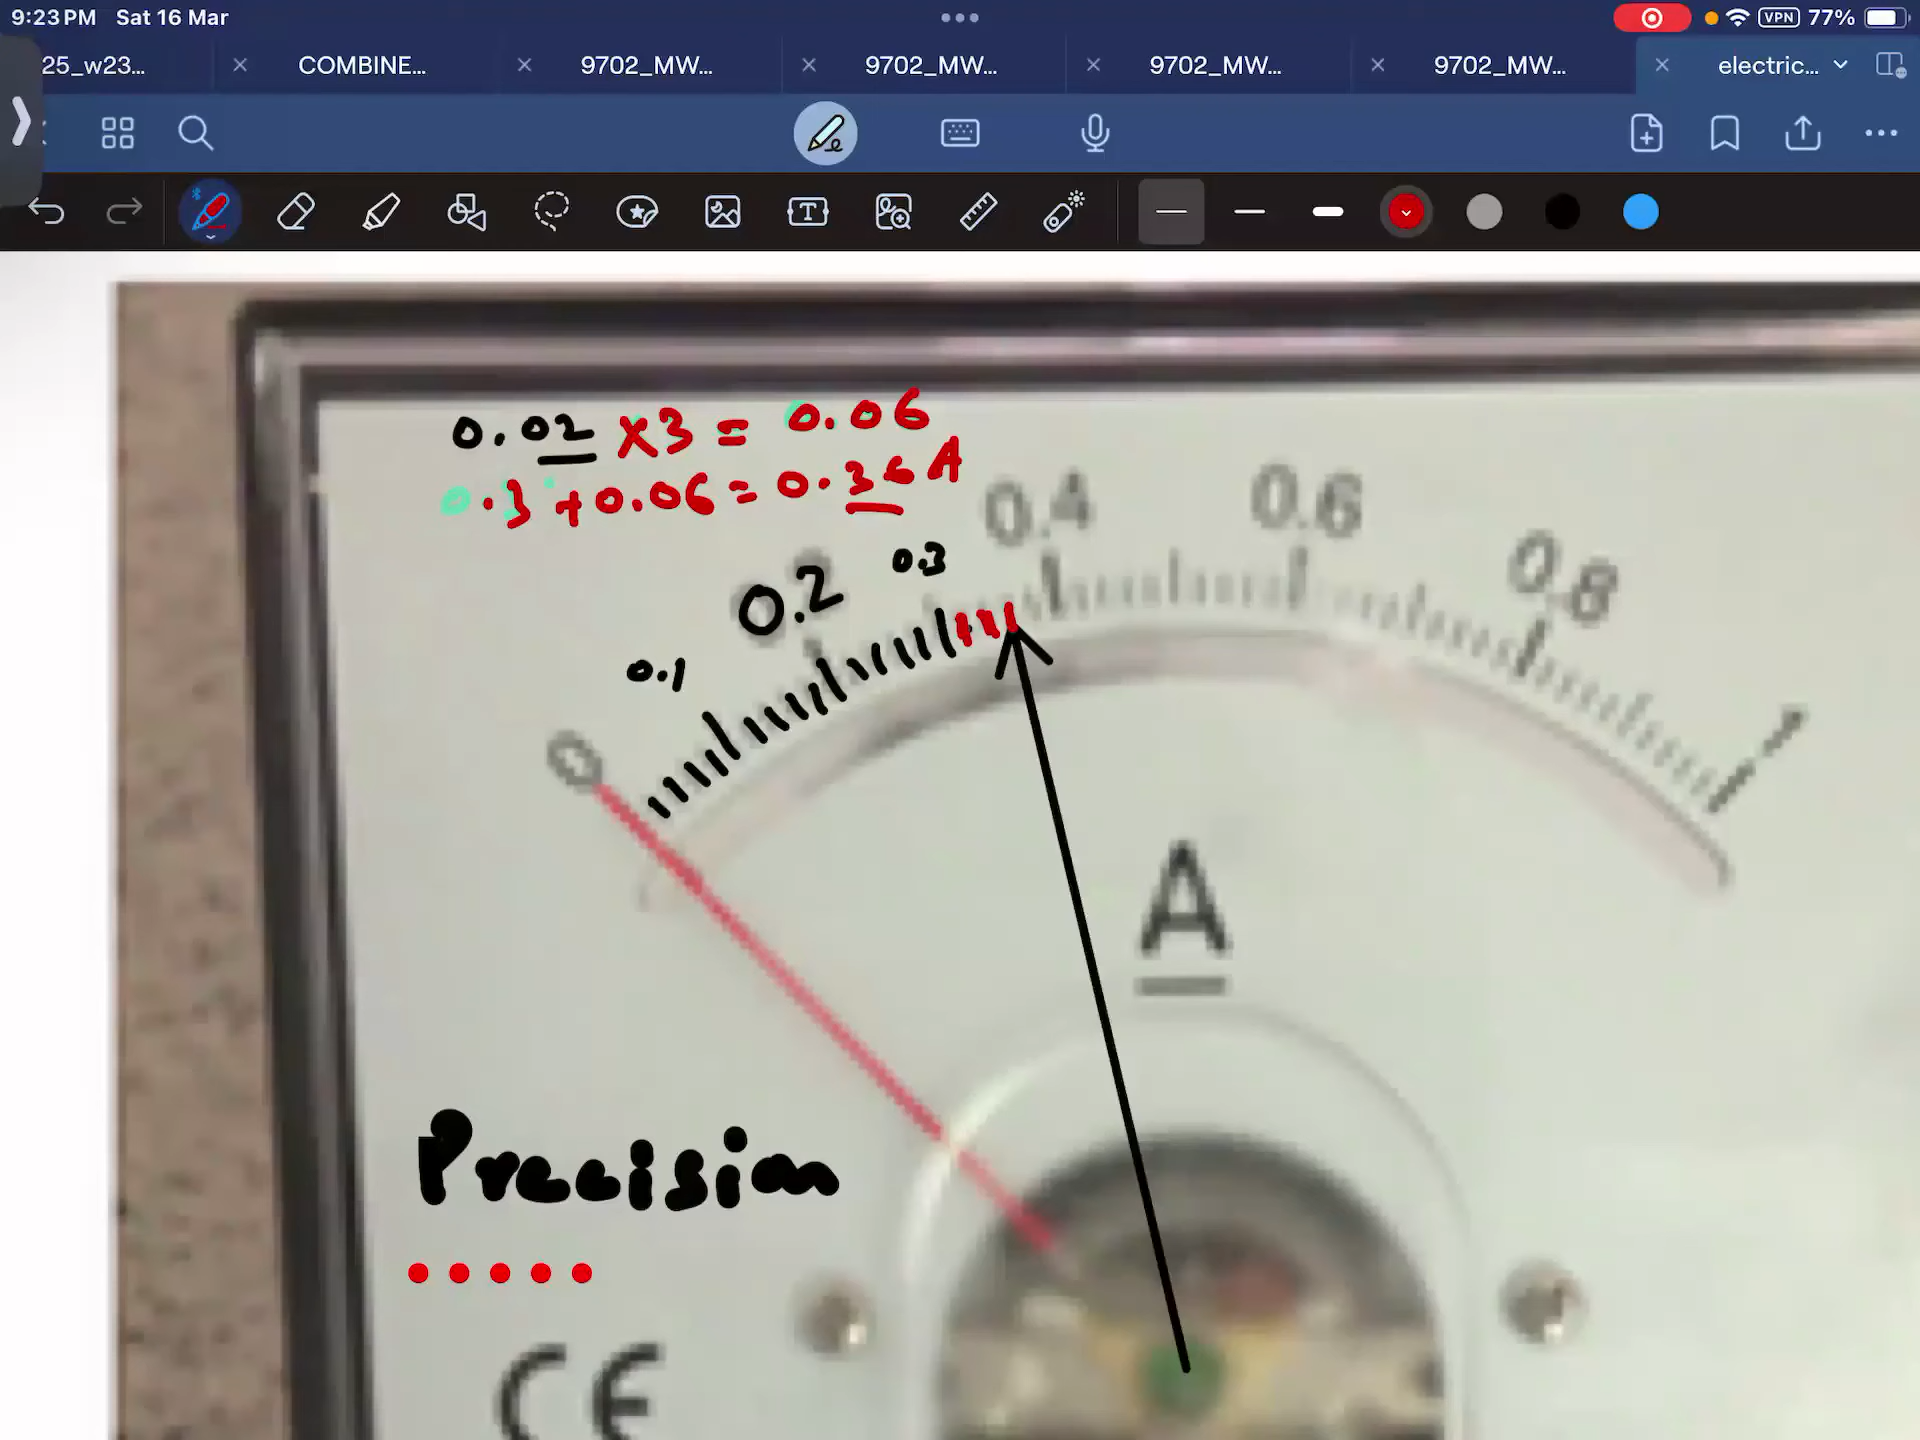 9:23 PM Sat 16 Mar
VPN 77%
25_w23...
COMBINE...
9702_MW...
9702_MW...
9702_MW...
9702_MW...
electric...
0.02 x3 = 0.06
0.3 + 0.06 = 0.36 A
0
0.1
0.2
0.3
0.4
0.6
0.8
1
A
Precision
CE